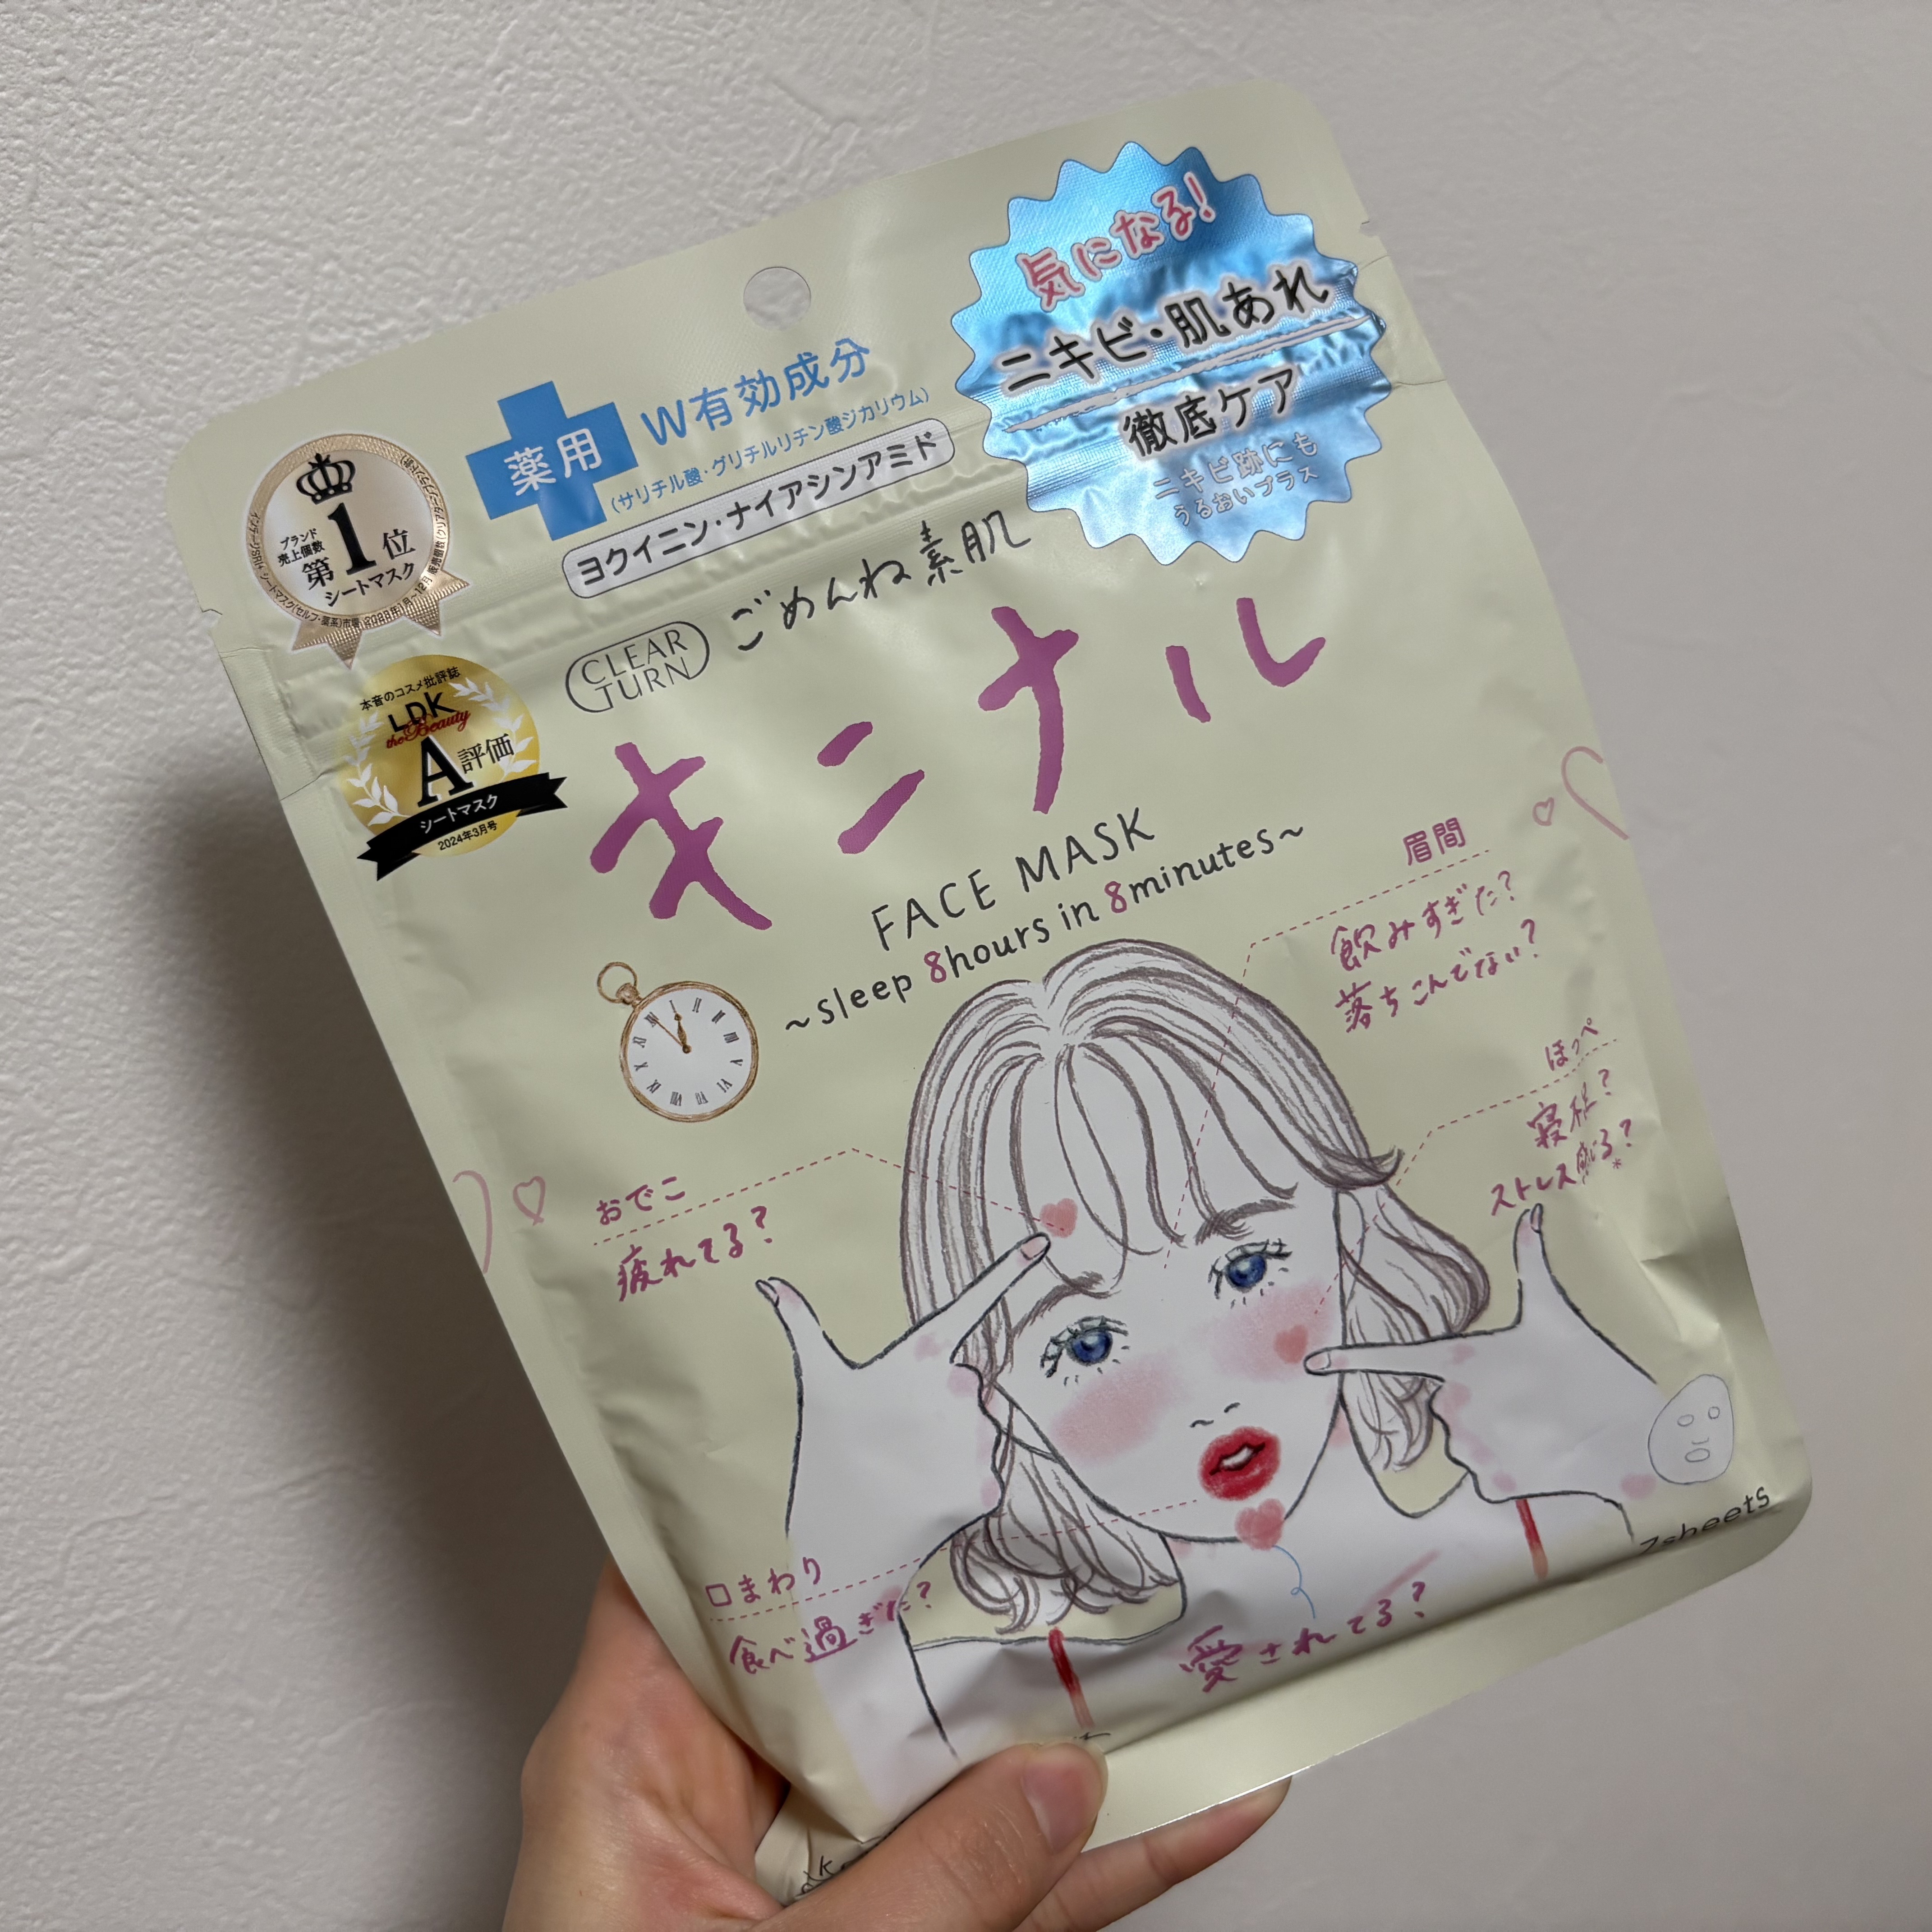 気になる!
ニキビ・肌あれ
徹底ケア
ニキビ跡にも
うるおいプラス
薬用
W有効成分
(サリチル酸・グリチルリチン酸ジカリウム)
ヨクイニン・ナイアシンアミド
ブランド
売上個数
第1位
シートマスク
本音のコスメ批評誌
LDK
the Beauty
A評価
シートマスク
2024年3月号
CLEAR
TURN
ごめんね素肌
キニナル
FACE MASK
~sleep 8hours in 8minutes~
眉間
飲みすぎた?
落ちこんでない?
ほっぺ
寝不足?
ストレス感じる?*
おでこ
疲れてる?
口まわり
食べ過ぎた?
愛されてる?
7sheets